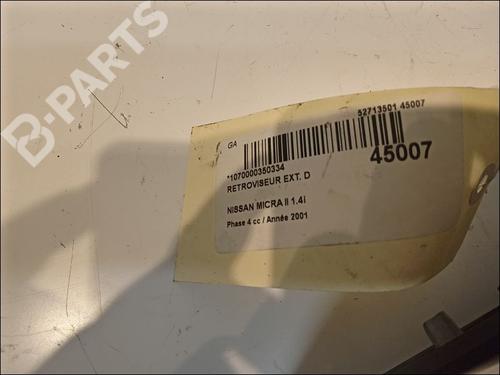 B-PARTS
GA
52713501 45007
*1070000350334
45007
RETROVISEUR EXT. D
NISSAN MICRA II 1.4i
Phase 4 cc / Année 2001